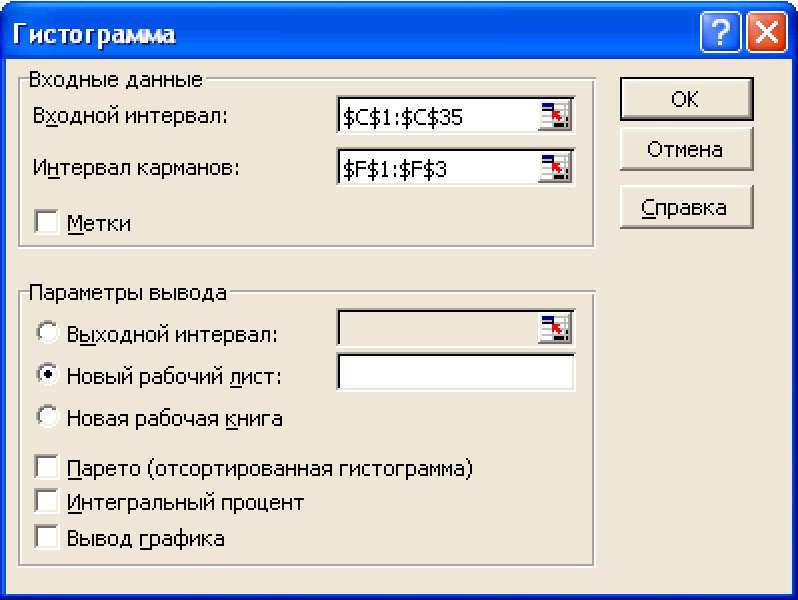 Гистограмма
Входные данные
Входной интервал:
$C$1:$C$35
Интервал карманов:
$F$1:$F$3
Метки
OK
Отмена
Справка
Параметры вывода
Выходной интервал:
Новый рабочий лист:
Новая рабочая книга
Парето (отсортированная гистограмма)
Интегральный процент
Вывод графика